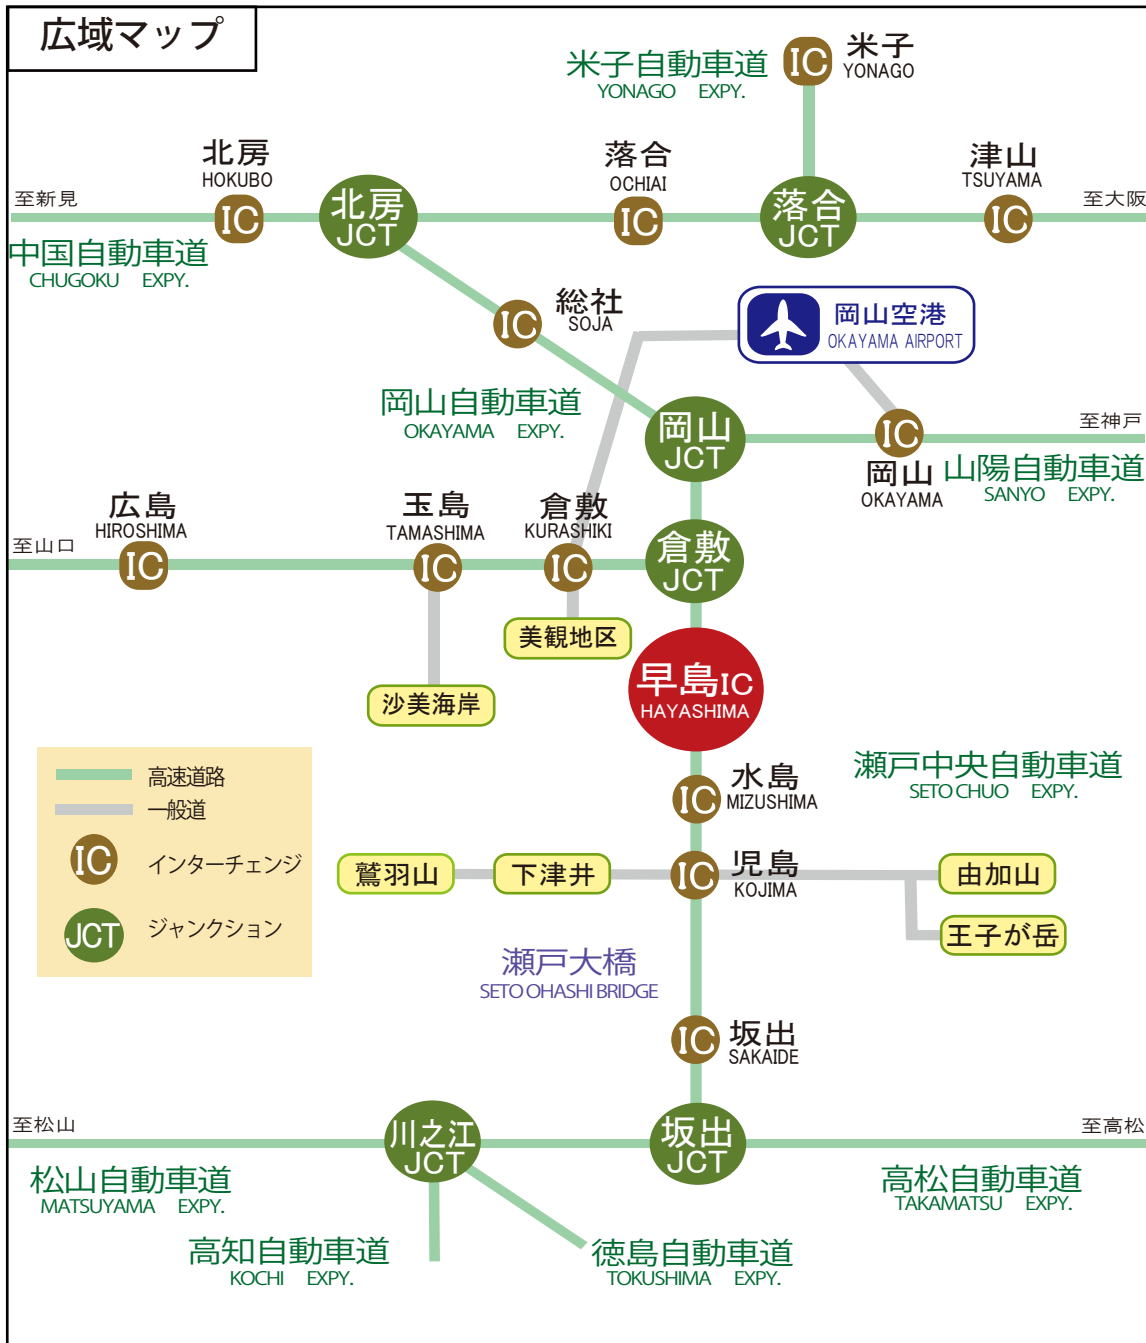 広域マップ
米子自動車道
YONAGO EXPY.
IC
米子
YONAGO
北房
HOKUBO
落合
OCHIAI
津山
TSUYAMA
至新見
IC
北房
JCT
IC
落合
JCT
IC
至大阪
中国自動車道
CHUGOKU EXPY.
IC
総社
SOJA
岡山空港
OKAYAMA AIRPORT
岡山自動車道
OKAYAMA EXPY.
岡山
JCT
IC
至神戸
岡山
OKAYAMA
山陽自動車道
SANYO EXPY.
広島
HIROSHIMA
玉島
TAMASHIMA
倉敷
KURASHIKI
至山口
IC
IC
IC
倉敷
JCT
美観地区
沙美海岸
早島IC
HAYASHIMA
高速道路
一般道
IC
インターチェンジ
JCT
ジャンクション
IC
水島
MIZUSHIMA
瀬戸中央自動車道
SETO CHUO EXPY.
鷲羽山
下津井
IC
児島
KOJIMA
由加山
王子が岳
瀬戸大橋
SETO OHASHI BRIDGE
IC
坂出
SAKAIDE
至松山
川之江
JCT
坂出
JCT
至高松
松山自動車道
MATSUYAMA EXPY.
高松自動車道
TAKAMATSU EXPY.
高知自動車道
KOCHI EXPY.
徳島自動車道
TOKUSHIMA EXPY.